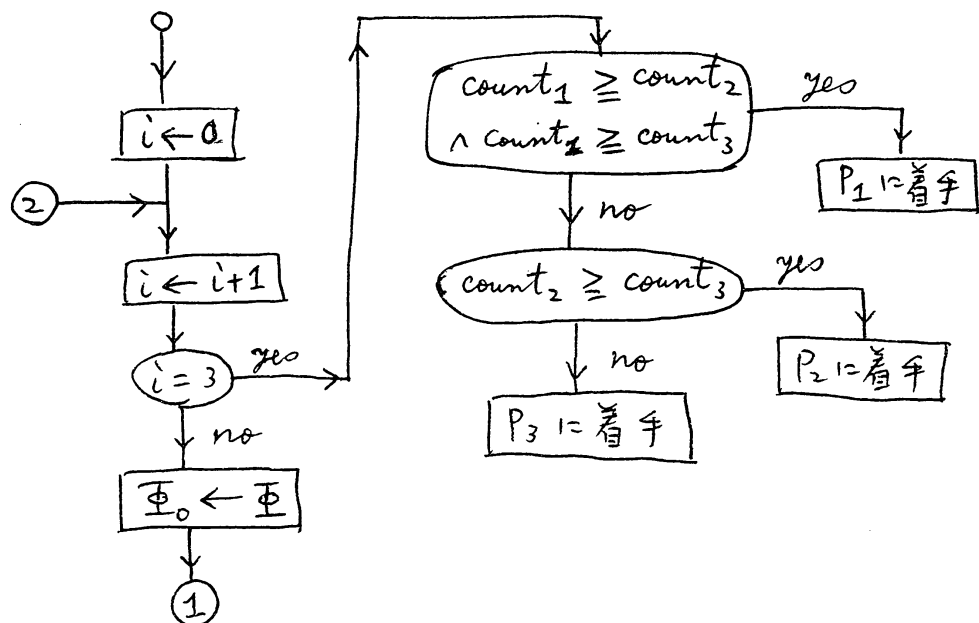 i ← 0
2
i ← i+1
i = 3
yes
no
Φ₀ ← Φ
1
count₁ ≧ count₂
∧ count₁ ≧ count₃
yes
P₁ に着手
no
count₂ ≧ count₃
yes
P₂ に着手
no
P₃ に着手